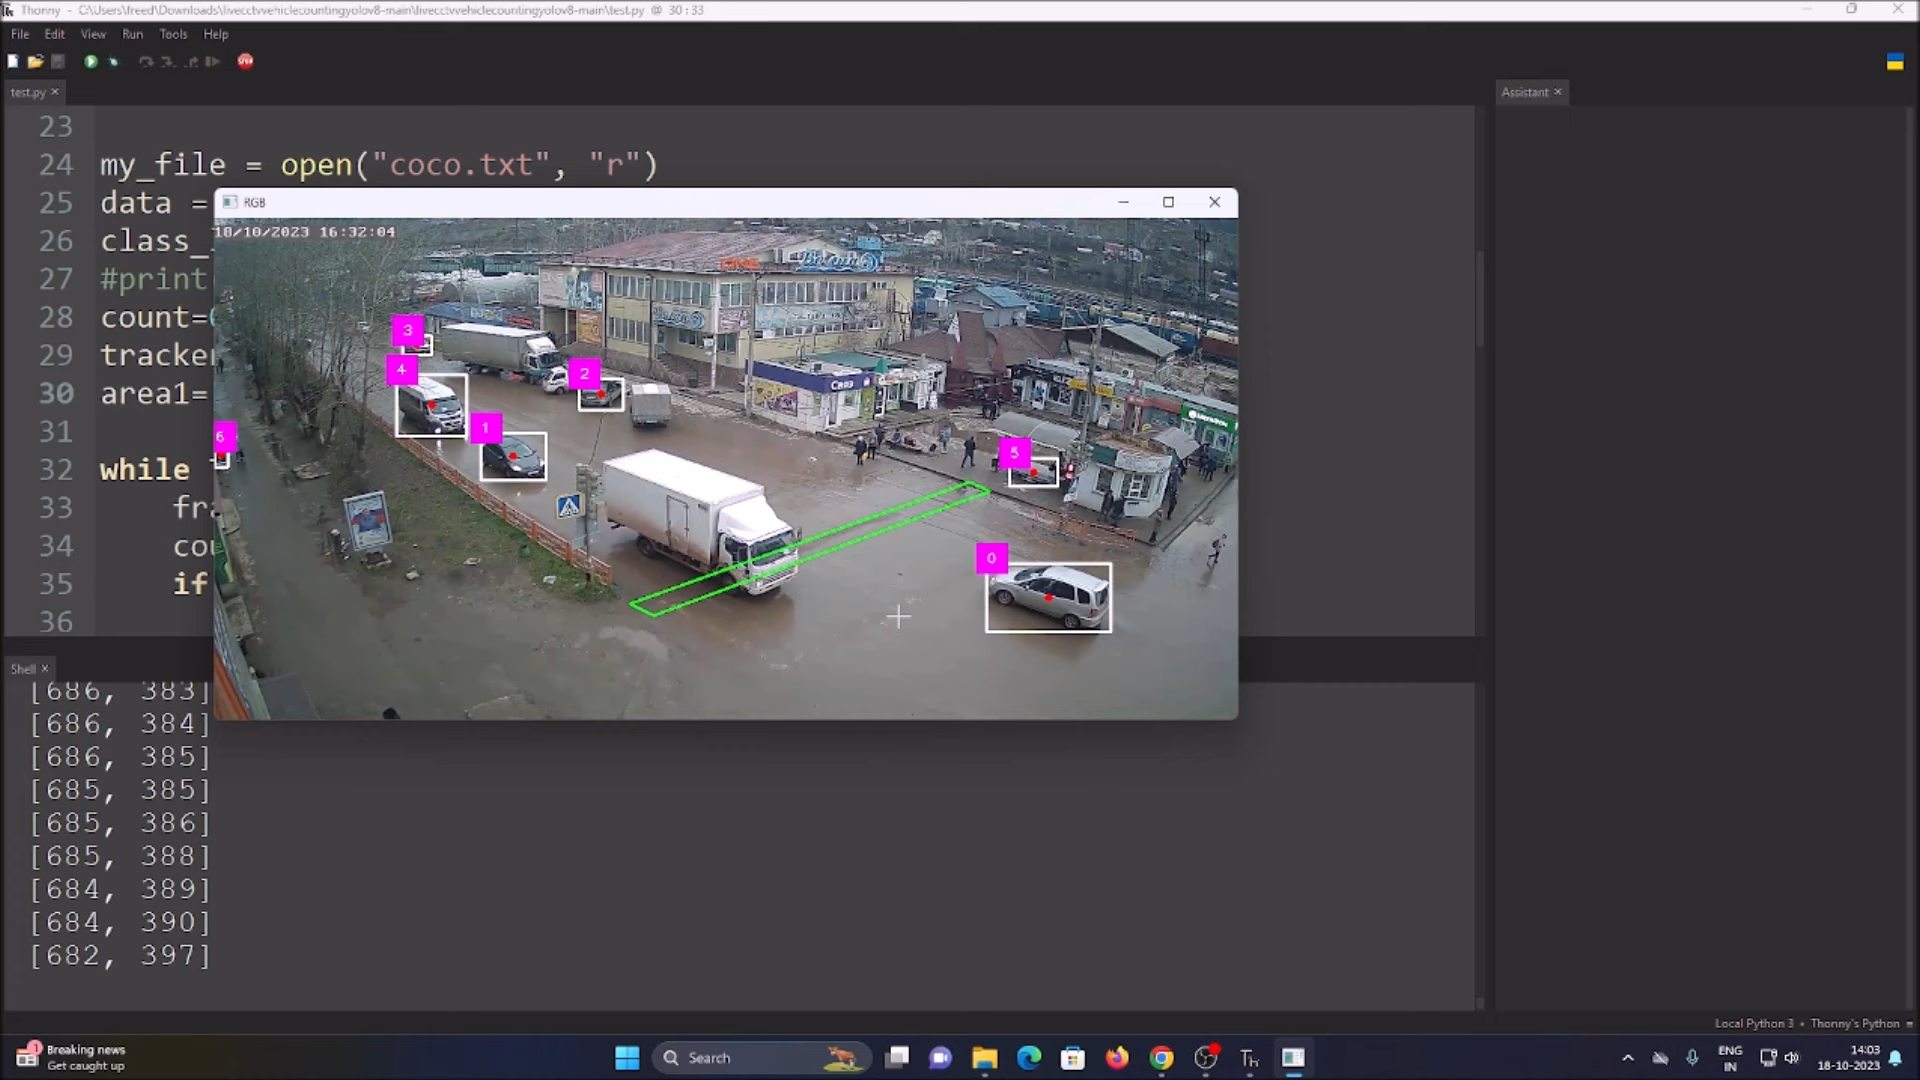 Thonny - C:\Users\freed\Downloads\livecctvvehiclecountingyolov8-main\livecctvvehiclecountingyolov8-main\test.py @ 30:33
File Edit View Run Tools Help
test.py ×
Assistant ×
23
24 my_file = open("coco.txt", "r")
25 data =
26 class_
27 #print
28 count=
29 tracker
30 area1=
31
32 while
33 fra
34 cou
35 if
36
RGB
18/10/2023 16:32:04
3
4
2
1
6
5
0
Связь
Shell ×
[686, 383]
[686, 384]
[686, 385]
[685, 385]
[685, 386]
[685, 388]
[684, 389]
[684, 390]
[682, 397]
Local Python 3 • Thonny's Python
1
Breaking news
Get caught up
Search
ENG
IN
14:03
18-10-2023